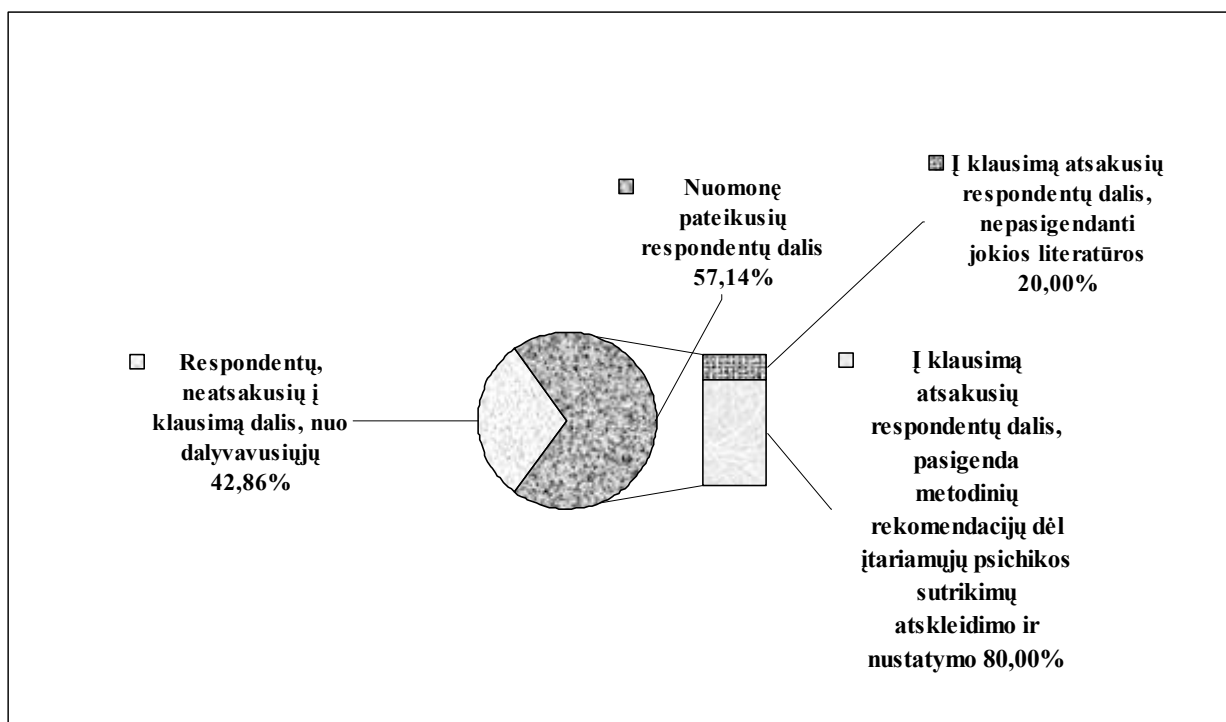 Respondentų,
neatsakusių į
klausimą dalis, nuo
dalyvavusiųjų
42,86%
Nuomonę
pateikusių
respondentų dalis
57,14%
Į klausimą atsakusių
respondentų dalis,
nepasigendanti
jokios literatūros
20,00%
Į klausimą
atsakusių
respondentų dalis,
pasigenda
metodinių
rekomendacijų dėl
įtariamųjų psichikos
sutrikimų
atskleidimo ir
nustatymo 80,00%